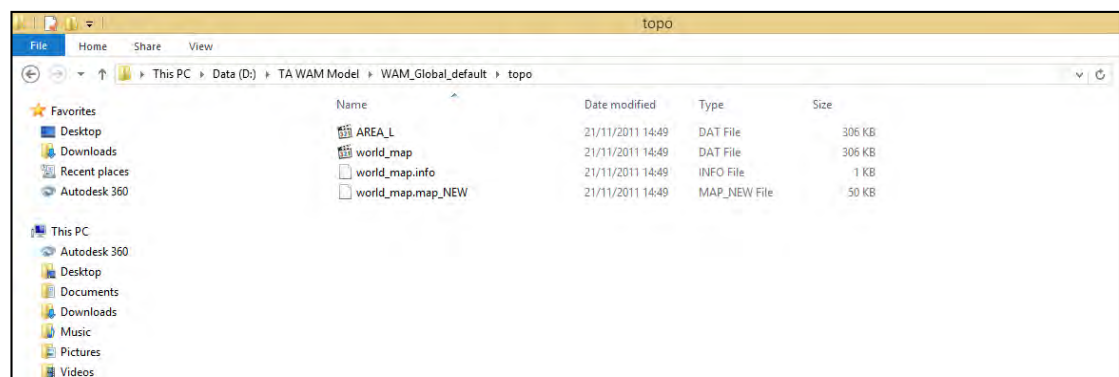 topo
File Home Share View
This PC Data (D:) TA WAM Model WAM_Global_default topo
Name Date modified Type Size
Favorites
Desktop
Downloads
Recent places
Autodesk 360
This PC
Autodesk 360
Desktop
Documents
Downloads
Music
Pictures
Videos
AREA_L 21/11/2011 14:49 DAT File 306 KB
world_map 21/11/2011 14:49 DAT File 306 KB
world_map.info 21/11/2011 14:49 INFO File 1 KB
world_map.map_NEW 21/11/2011 14:49 MAP_NEW File 50 KB